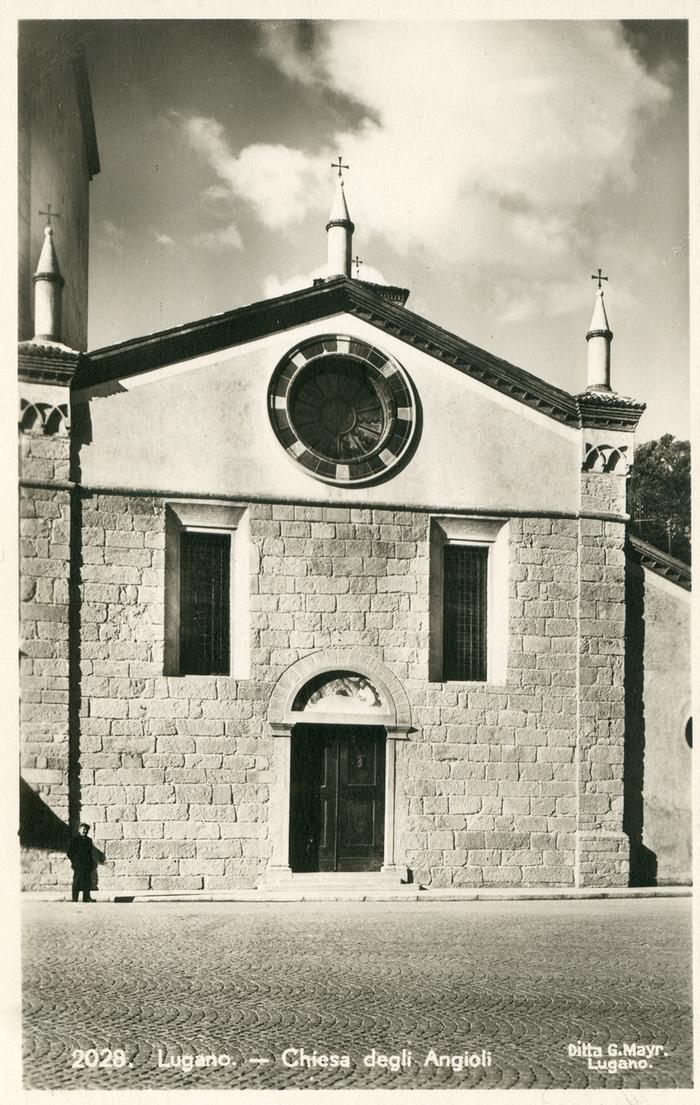 2028. Lugano. — Chiesa degli Angioli
Ditta G. Mayr.
Lugano.